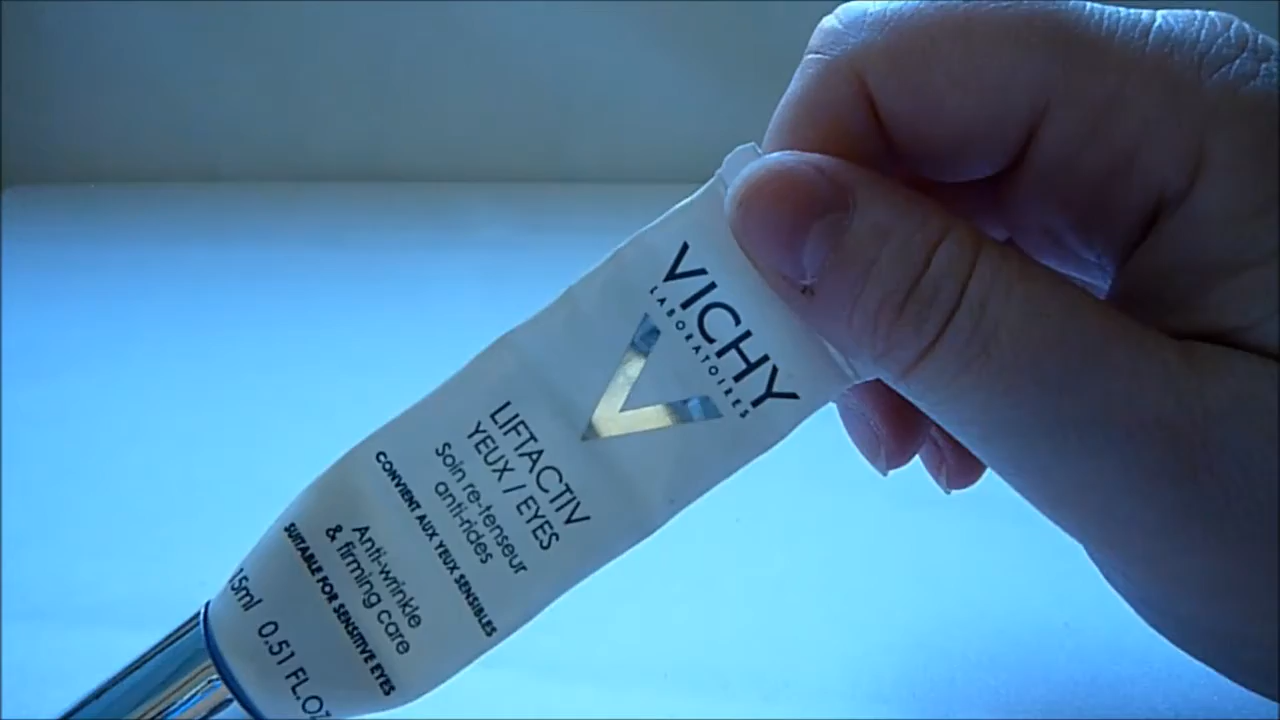 VICHY
LABORATOIRES
LIFTACTIV
YEUX / EYES
Soin re-tenseur
anti-rides
CONVIENT AUX YEUX SENSIBLES
Anti-wrinkle
& firming care
SUITABLE FOR SENSITIVE EYES
15ml 0.51 FL.OZ